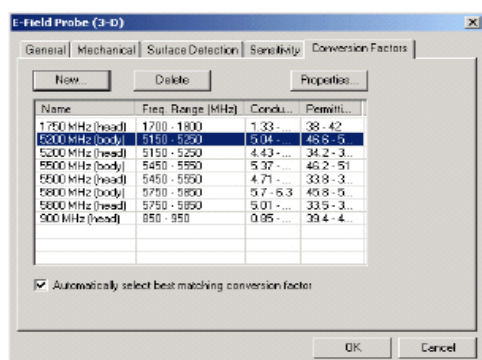 E-Field Probe (3-D)
General Mechanical Surface Detection Sensitivity Conversion Factors
New... Delete Properties...
Name Freq. Range [MHz] Condu... Permitti...
1750 MHz (head) 1700 - 1800 1.33 -... 38 - 42
5200 MHz (body) 5150 - 5250 5.04 -... 46.6 - 5...
5200 MHz (head) 5150 - 5250 4.43 -... 34.2 - 3...
5500 MHz (body) 5450 - 5550 5.37 -... 46.2 - 51
5500 MHz (head) 5450 - 5550 4.71 -... 33.8 - 3...
5800 MHz (body) 5750 - 5850 5.7 - 6.3 45.8 - 5...
5800 MHz (head) 5750 - 5850 5.01 -... 33.5 - 3...
900 MHz (head) 850 - 950 0.85 -... 39.4 - 4...
Automatically select best matching conversion factor
OK Cancel